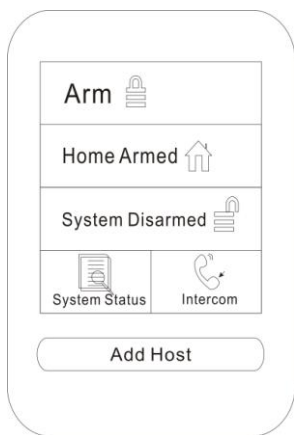 Arm
Home Armed
System Disarmed
System Status
Intercom
Add Host